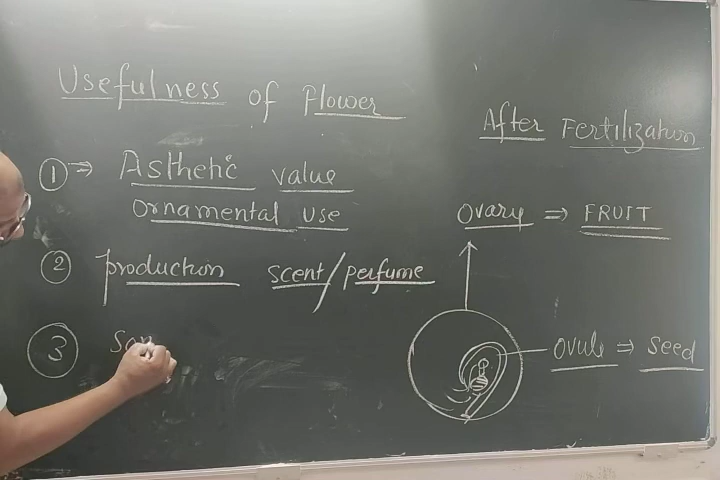 Usefulness of Flower
① ⇒ Asthetic value
Ornamental use
② production scent/perfume
③
After Fertilization
Ovary ⇒ FRUIT
Ovule ⇒ seed